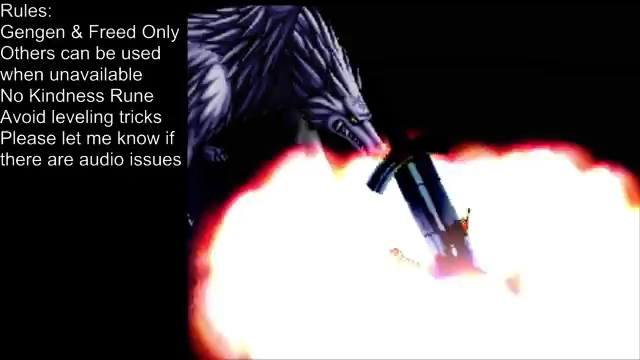 Rules:
Gengen & Freed Only
Others can be used
when unavailable
No Kindness Rune
Avoid leveling tricks
Please let me know if
there are audio issues